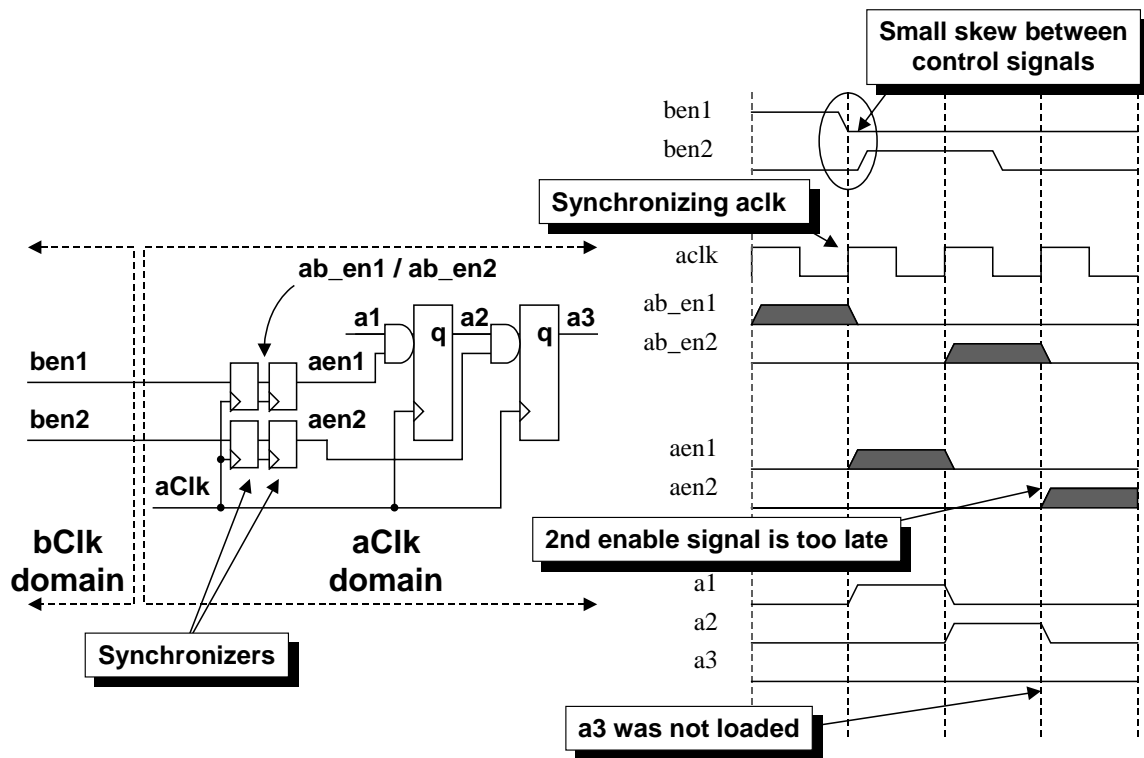 Small skew between
control signals
ben1
ben2
Synchronizing aclk
aclk
ab_en1
ab_en2
aen1
aen2
2nd enable signal is too late
a1
a2
a3
a3 was not loaded
ab_en1 / ab_en2
a1
q
a2
q
a3
ben1
aen1
ben2
aen2
aClk
bClk
domain
aClk
domain
Synchronizers